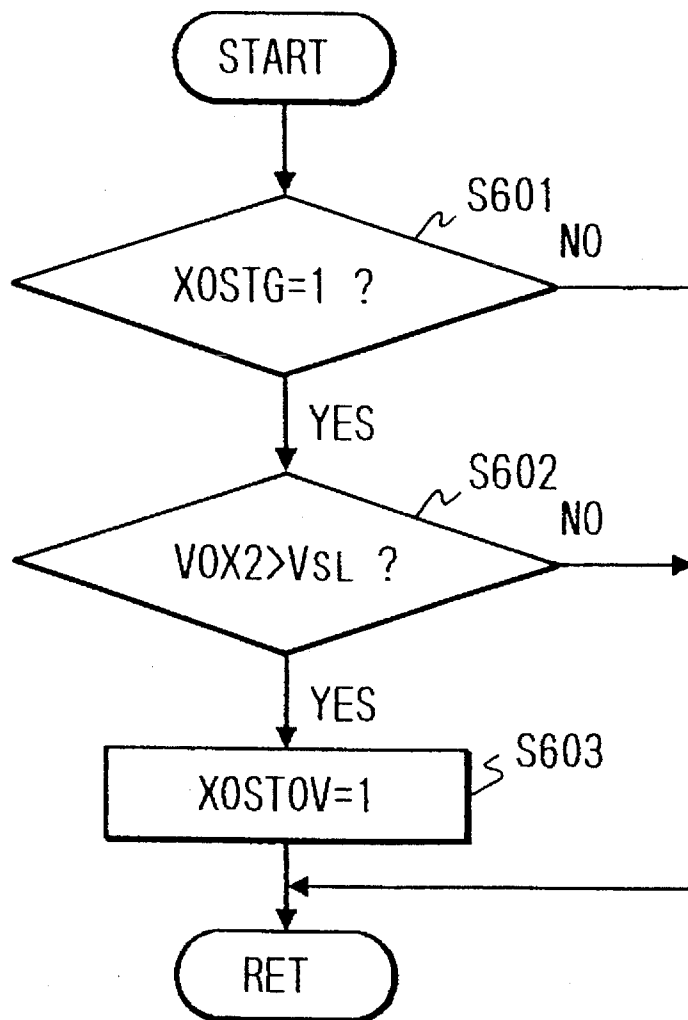 START
S601
NO
XOSTG=1 ?
YES
S602
NO
VOX2>VSL ?
YES
S603
XOSTOV=1
RET